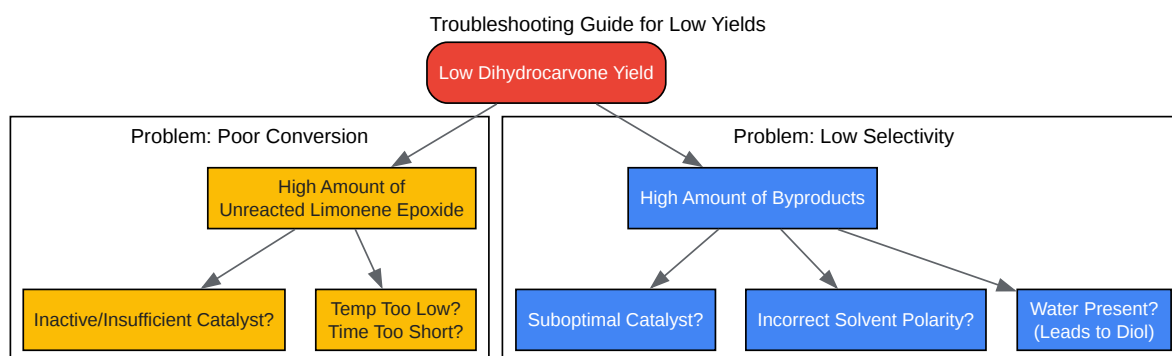 Troubleshooting Guide for Low Yields
Low Dihydrocarvone Yield
Problem: Poor Conversion
Problem: Low Selectivity
High Amount of
Unreacted Limonene Epoxide
High Amount of Byproducts
Inactive/Insufficient Catalyst?
Temp Too Low?
Time Too Short?
Suboptimal Catalyst?
Incorrect Solvent Polarity?
Water Present?
(Leads to Diol)